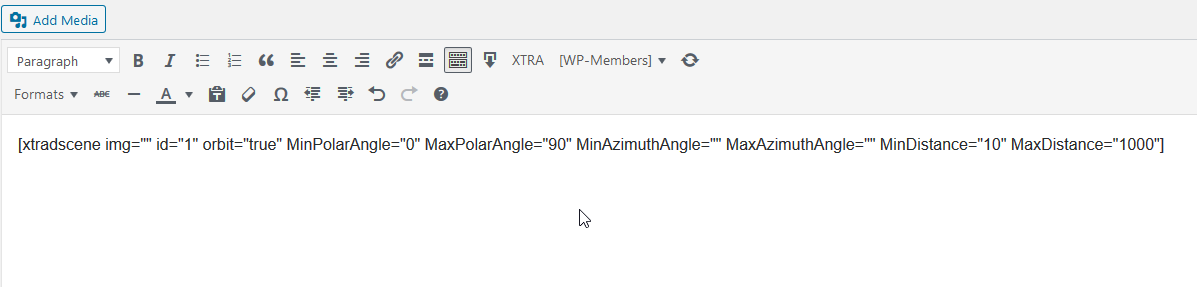 Add Media
Paragraph B I XTRA [WP-Members]
Formats ABC A Ω
[xtradscene img="" id="1" orbit="true" MinPolarAngle="0" MaxPolarAngle="90" MinAzimuthAngle="" MaxAzimuthAngle="" MinDistance="10" MaxDistance="1000"]